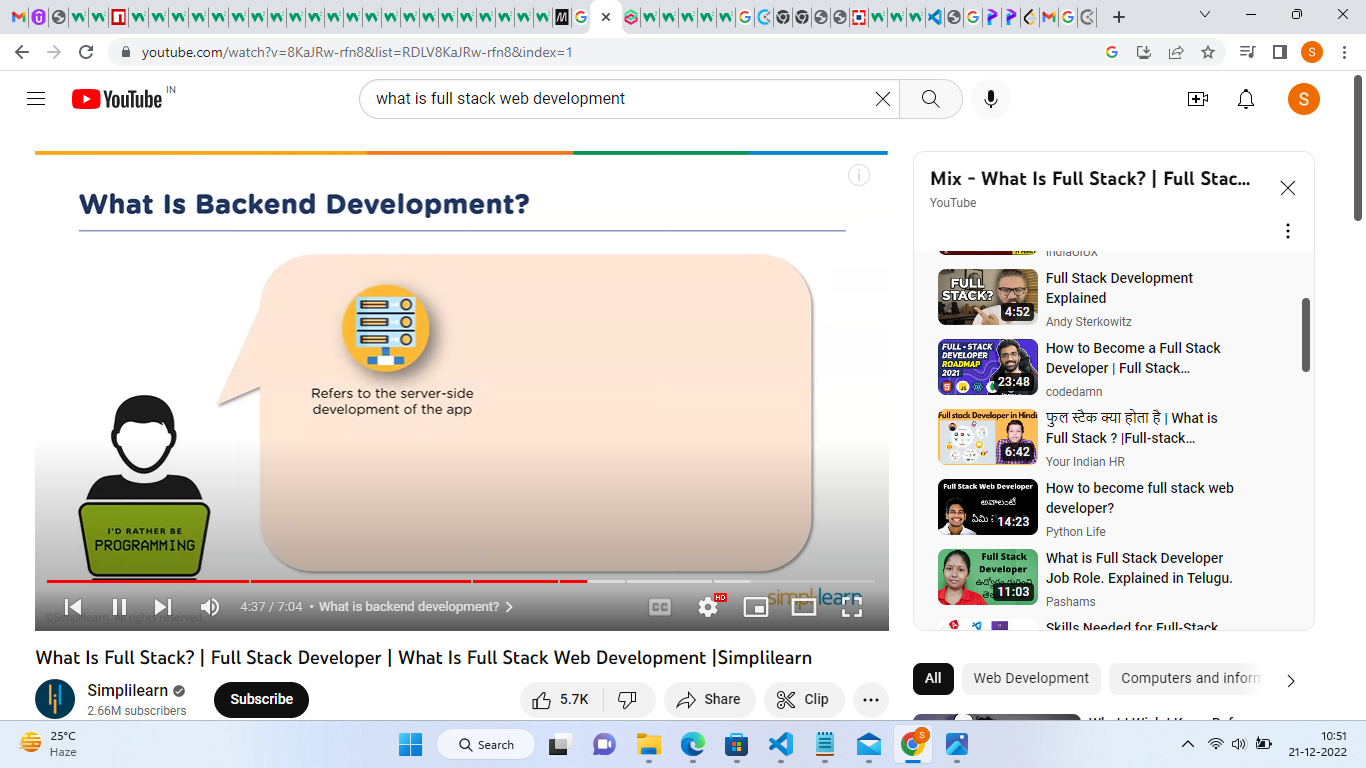 youtube.com/watch?v=8KaJRw-rfn8&list=RDLV8KaJRw-rfn8&index=1
S
YouTube
IN
what is full stack web development
S
What Is Backend Development?
Refers to the server-side
development of the app
I'D RATHER BE
PROGRAMMING
4:37 / 7:04 • What is backend development?
CC
HD
simplilearn
©Simplilearn. All rights reserved.
What Is Full Stack? | Full Stack Developer | What Is Full Stack Web Development |Simplilearn
Simplilearn
2.66M subscribers
Subscribe
5.7K
Share
Clip
Mix - What Is Full Stack? | Full Stac...
YouTube
IndiaUIUX
FULL
STACK?
4:52
Full Stack Development
Explained
Andy Sterkowitz
FULL - STACK
DEVELOPER
ROADMAP
2021
23:48
How to Become a Full Stack
Developer | Full Stack…
codedamn
Full stack Developer in Hindi
6:42
फुल स्टैक क्या होता है | What is
Full Stack ? |Full-stack…
Your Indian HR
Full Stack Web Developer
అవాలంటే
ఏమి
14:23
How to become full stack web
developer?
Python Life
Full Stack
Developer
11:03
What is Full Stack Developer
Job Role. Explained in Telugu.
Pashams
Skills Needed for Full-Stack
All
Web Development
Computers and inform
25°C
Haze
Search
S
10:51
21-12-2022